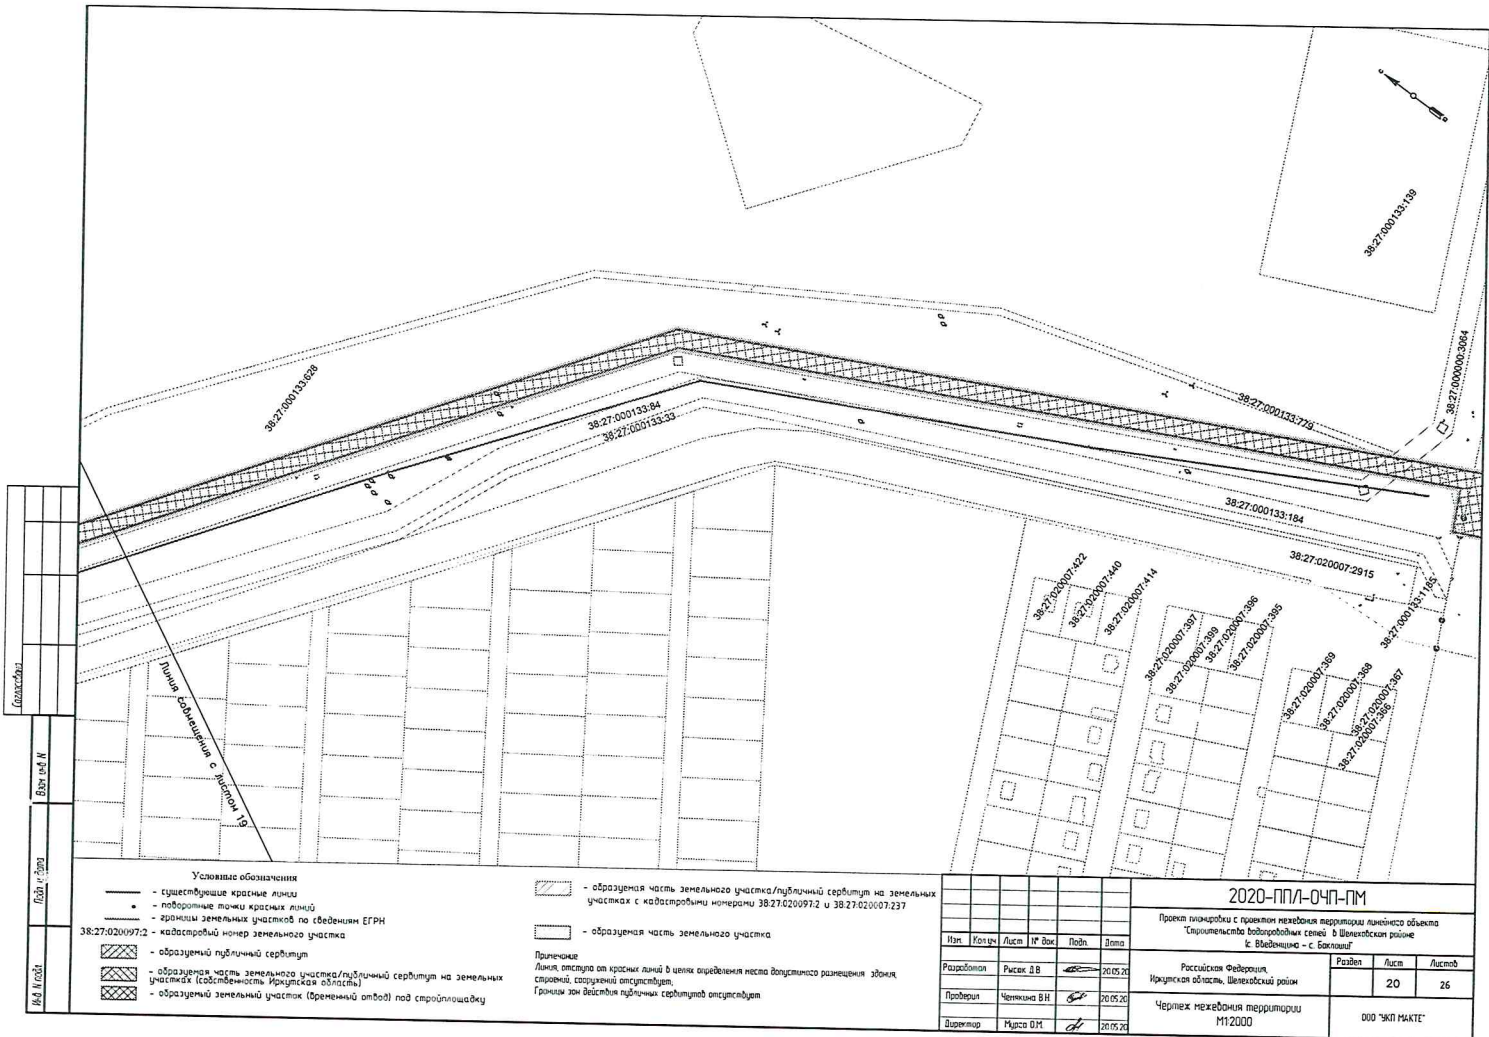 38:27:000133:139
38:27:000000:3064
38:27:000133:628
38:27:000133:84
38:27:000133:33
38:27:000133:779
38:27:000133:184
38:27:020007:2915
38:27:000133:1185
38:27:020007:422
38:27:020007:440
38:27:020007:414
38:27:020007:397
38:27:020007:399
38:27:020007:396
38:27:020007:395
38:27:020007:369
38:27:020007:368
38:27:020007:367
38:27:020007:366
Линия совмещения с листом 19
Согласовано
Взам инв N
Подп и дата
Инв N подл
Условные обозначения
- существующие красные линии
- поворотные точки красных линий
- границы земельных участков по сведениям ЕГРН
38:27:020097:2 - кадастровый номер земельного участка
- образуемый публичный сервитут
- образуемая часть земельного участка/публичный сервитут на земельных
участках (собственность Иркутская область)
- образуемый земельный участок (временный отвод) под стройплощадку
- образуемая часть земельного участка/публичный сервитут на земельных
участках с кадастровыми номерами 38:27:020097:2 и 38:27:020007:237
- образуемая часть земельного участка
Примечание
Линия, отступа от красных линий в целях определения места допустимого размещения здания,
строений, сооружений отсутствует;
Границы зон действия публичных сервитутов отсутствуют
2020-ППЛ-ОЧП-ПМ
Проект планировки с проектом межевания территории линейного объекта
"Строительство водопроводных сетей в Шелеховском районе
(с. Введенщина - с. Баклаши)"
Изм. Кол уч Лист № док Подп. Дата
Разработал Рысак Д.В 20.05.20
Проверил Чемякина В.Н. 20.05.20
Директор Мурго О.М. 20.05.20
Российская Федерация,
Иркутская область, Шелеховский район
Раздел Лист Листов
20 26
Чертеж межевания территории
М1:2000
ООО "УКП МАКТЕ"